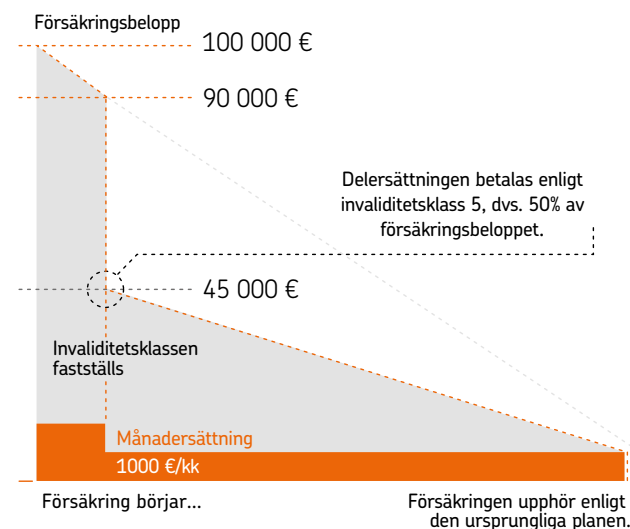 Försäkringsbelopp
100 000 €
90 000 €
Delersättningen betalas enligt
invaliditetsklass 5, dvs. 50% av
försäkringsbeloppet.
45 000 €
Invaliditetsklassen
fastställs
Månadersättning
1000 €/kk
Försäkring börjar...
Försäkringen upphör enligt
den ursprungliga planen.